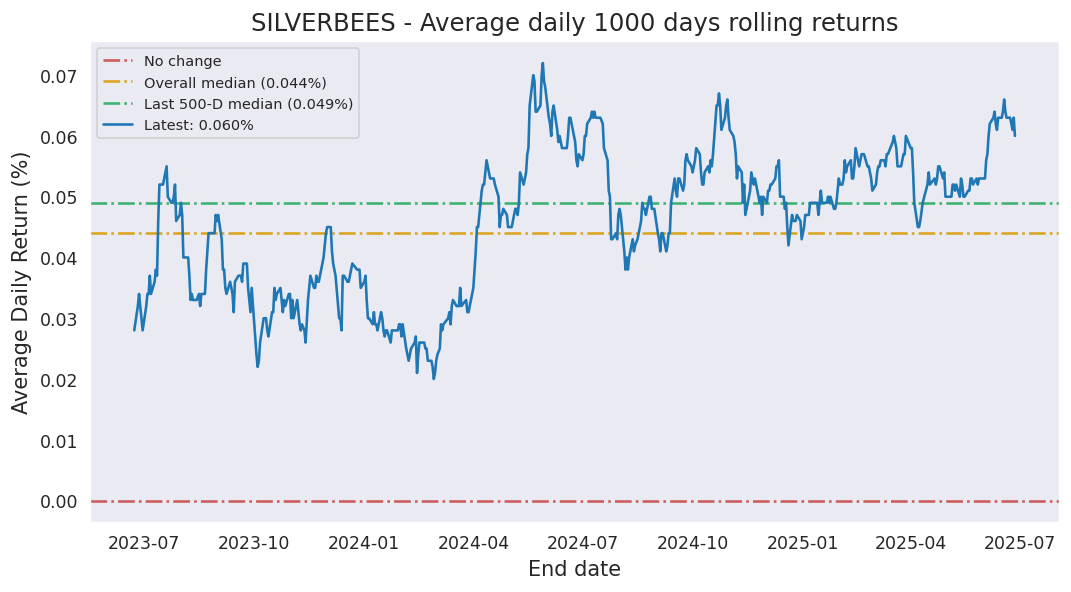 SILVERBEES - Average daily 1000 days rolling returns
No change
Overall median (0.044%)
Last 500-D median (0.049%)
Latest: 0.060%
Average Daily Return (%)
0.07
0.06
0.05
0.04
0.03
0.02
0.01
0.00
2023-07 2023-10 2024-01 2024-04 2024-07 2024-10 2025-01 2025-04 2025-07
End date